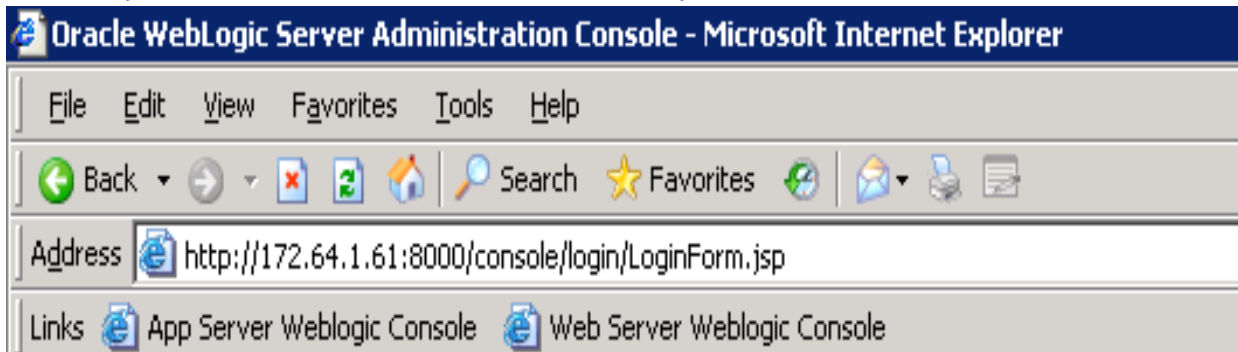 Oracle WebLogic Server Administration Console - Microsoft Internet Explorer
File Edit View Favorites Tools Help
Back Search Favorites
Address http://172.64.1.61:8000/console/login/LoginForm.jsp
Links App Server Weblogic Console Web Server Weblogic Console